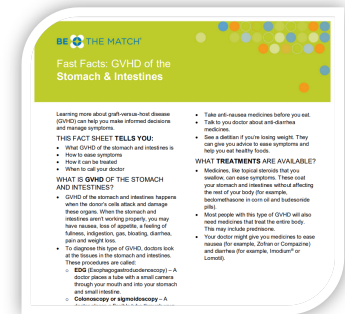 BE THE MATCH®
Fast Facts: GVHD of the
Stomach & Intestines
Learning more about graft-versus-host disease
(GVHD) can help you make informed decisions
and manage symptoms.
THIS FACT SHEET TELLS YOU:
• What GVHD of the stomach and intestines is
• How to ease symptoms
• How it can be treated
• When to call your doctor
WHAT IS GVHD OF THE STOMACH
AND INTESTINES?
• GVHD of the stomach and intestines happens
when the donor's cells attack and damage
these organs. When the stomach and
intestines aren't working properly, you may
have nausea, loss of appetite, a feeling of
fullness, indigestion, gas, bloating, diarrhea,
pain and weight loss.
• To diagnose this type of GVHD, doctors look
at the tissues in the stomach and intestines.
These procedures are called:
o EDG (Esophagogastroduodenoscopy) – A
doctor places a tube with a small camera
through your mouth and into your stomach
and small intestine.
o Colonoscopy or sigmoidoscopy – A
• Take anti-nausea medicines before you eat.
• Talk to you doctor about anti-diarrhea
medicines.
• See a dietitian if you're losing weight. They
can give you advice to ease symptoms and
help you eat healthy foods.
WHAT TREATMENTS ARE AVAILABLE?
• Medicines, like topical steroids that you
swallow, can ease symptoms. These coat
your stomach and intestines without affecting
the rest of your body (for example,
beclomethasone in corn oil and budesonide
pills).
• Most people with this type of GVHD will also
need medicines that treat the entire body.
This may include prednisone.
• Your doctor might give you medicines to ease
nausea (for example, Zofran or Compazine)
and diarrhea (for example, Imodium® or
Lomotil).